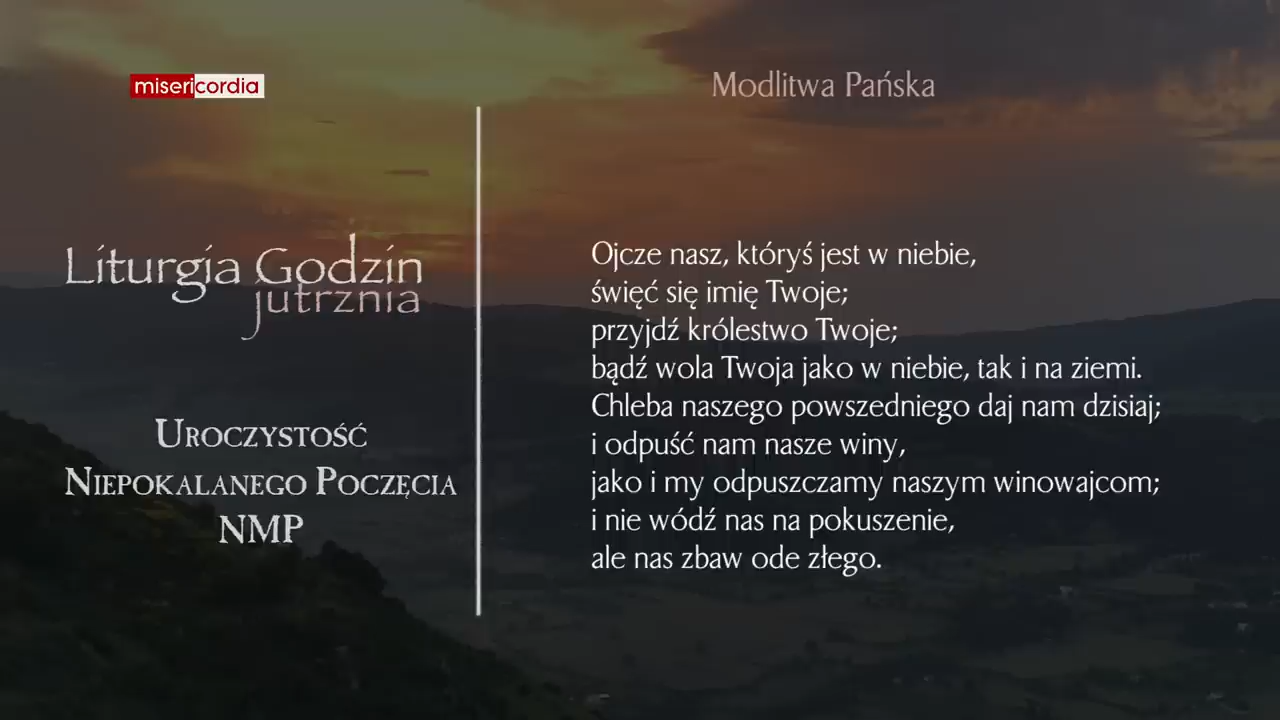 misericordia
Liturgia Godzin
jutrznia
Uroczystość
Niepokalanego Poczęcia
NMP
Modlitwa Pańska
Ojcze nasz, któryś jest w niebie,
święć się imię Twoje;
przyjdź królestwo Twoje;
bądź wola Twoja jako w niebie, tak i na ziemi.
Chleba naszego powszedniego daj nam dzisiaj;
i odpuść nam nasze winy,
jako i my odpuszczamy naszym winowajcom;
i nie wódź nas na pokuszenie,
ale nas zbaw ode złego.